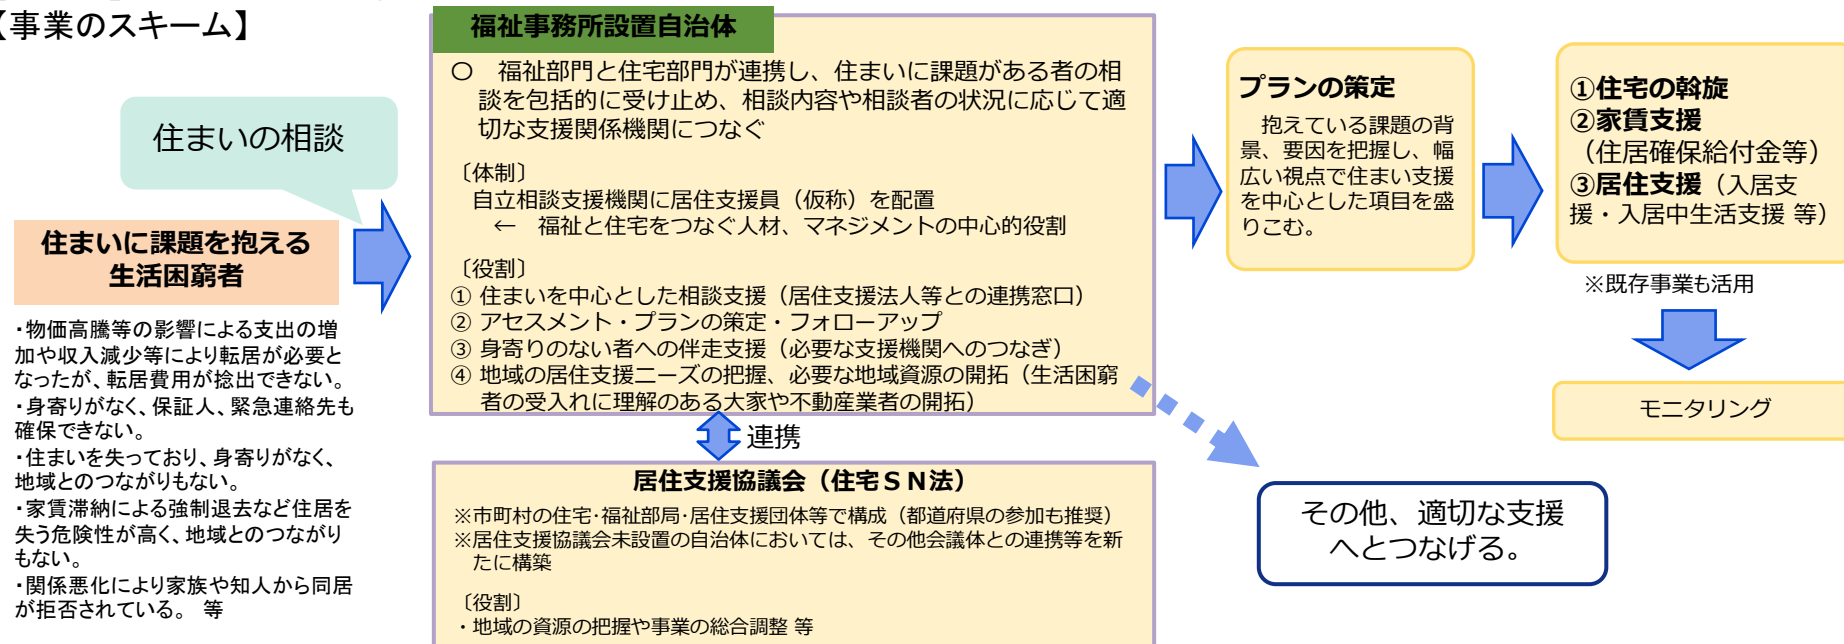 【事業のスキーム】
住まいの相談
住まいに課題を抱える
生活困窮者
・物価高騰等の影響による支出の増
加や収入減少等により転居が必要と
なったが、転居費用が捻出できない。
・身寄りがなく、保証人、緊急連絡先も
確保できない。
・住まいを失っており、身寄りがなく、
地域とのつながりもない。
・家賃滞納による強制退去など住居を
失う危険性が高く、地域とのつながり
もない。
・関係悪化により家族や知人から同居
が拒否されている。 等
福祉事務所設置自治体
〇 福祉部門と住宅部門が連携し、住まいに課題がある者の相
談を包括的に受け止め、相談内容や相談者の状況に応じて適
切な支援関係機関につなぐ
〔体制〕
自立相談支援機関に居住支援員（仮称）を配置
← 福祉と住宅をつなぐ人材、マネジメントの中心的役割
〔役割〕
① 住まいを中心とした相談支援（居住支援法人等との連携窓口）
② アセスメント・プランの策定・フォローアップ
③ 身寄りのない者への伴走支援（必要な支援機関へのつなぎ）
④ 地域の居住支援ニーズの把握、必要な地域資源の開拓（生活困窮
者の受入れに理解のある大家や不動産業者の開拓）
連携
居住支援協議会（住宅ＳＮ法）
※市町村の住宅・福祉部局・居住支援団体等で構成（都道府県の参加も推奨）
※居住支援協議会未設置の自治体においては、その他会議体との連携等を新
たに構築
〔役割〕
・地域の資源の把握や事業の総合調整 等
プランの策定
抱えている課題の背
景、要因を把握し、幅
広い視点で住まい支援
を中心とした項目を盛
りこむ。
①住宅の斡旋
②家賃支援
（住居確保給付金等）
③居住支援（入居支
援・入居中生活支援 等）
※既存事業も活用
モニタリング
その他、適切な支援
へとつなげる。